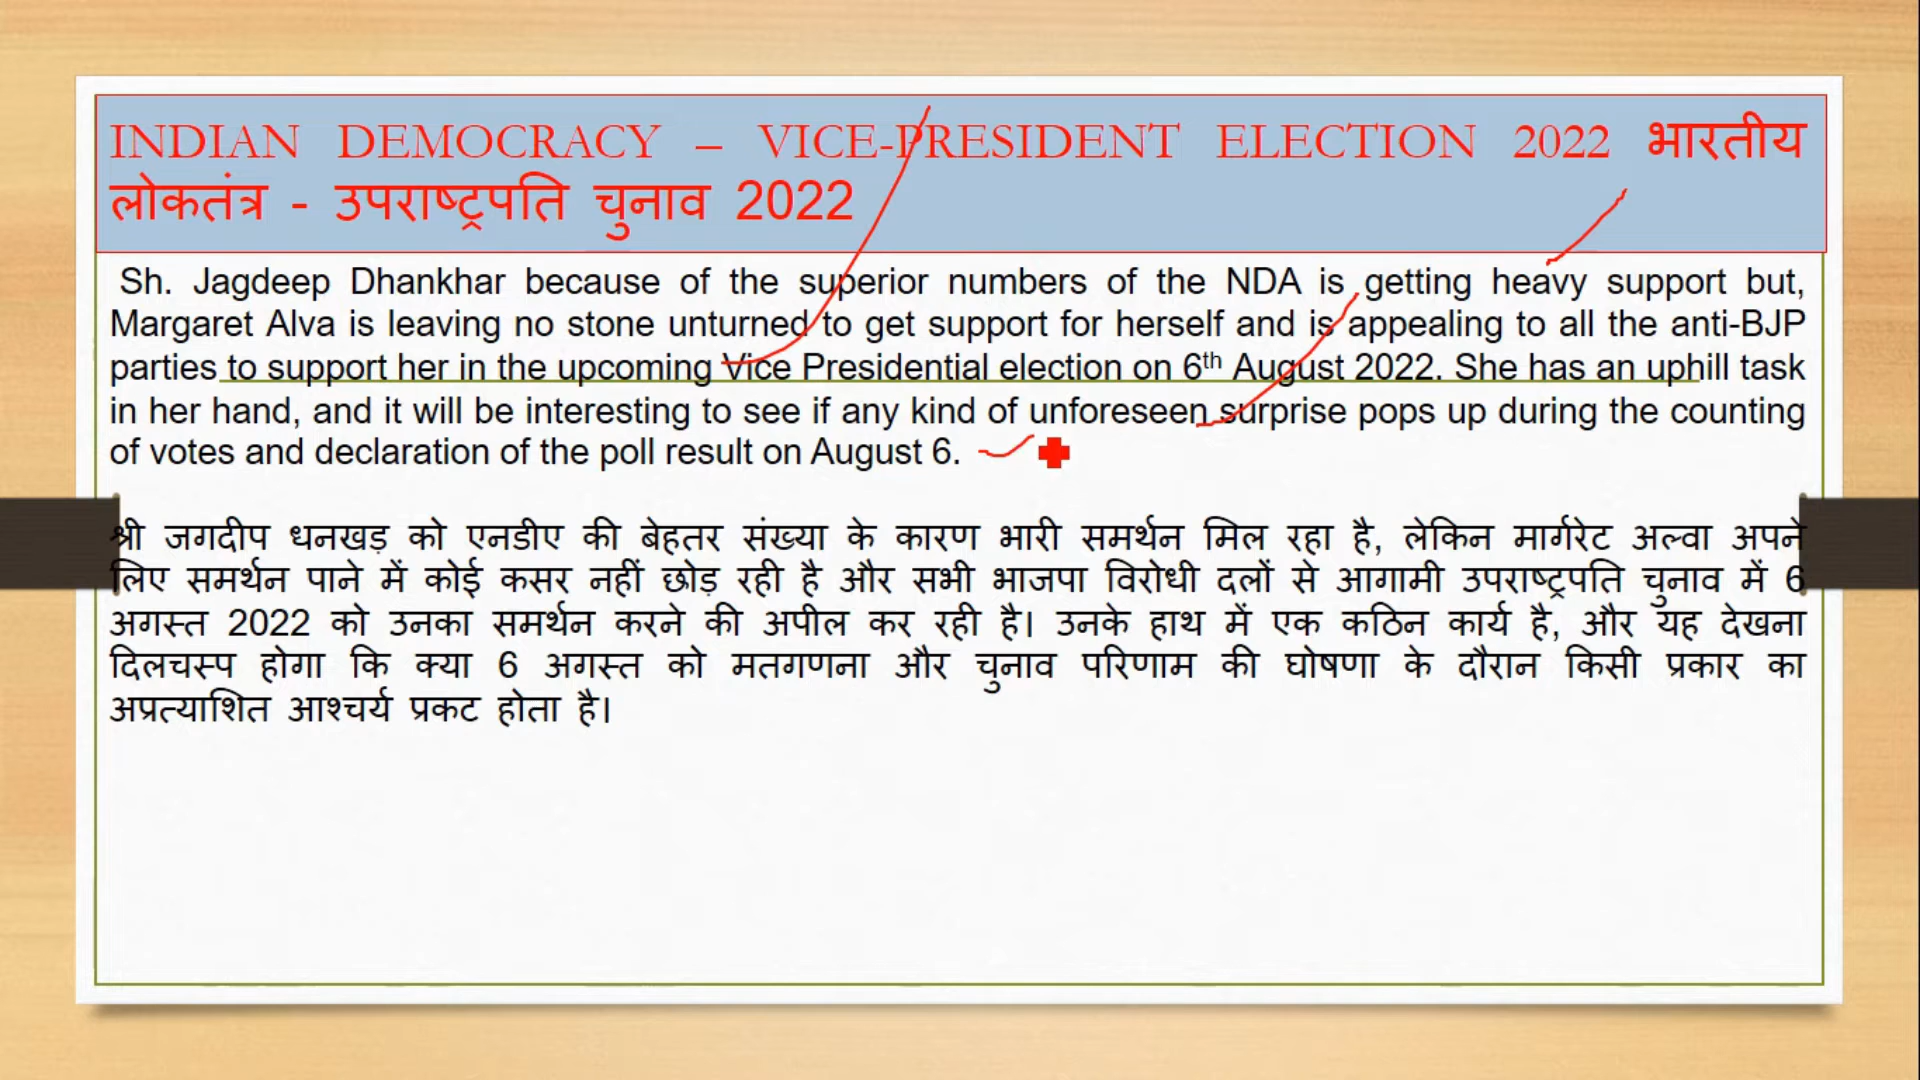 INDIAN DEMOCRACY – VICE-PRESIDENT ELECTION 2022 भारतीय
लोकतंत्र - उपराष्ट्रपति चुनाव 2022
Sh. Jagdeep Dhankhar because of the superior numbers of the NDA is getting heavy support but,
Margaret Alva is leaving no stone unturned to get support for herself and is appealing to all the anti-BJP
parties to support her in the upcoming Vice Presidential election on 6th August 2022. She has an uphill task
in her hand, and it will be interesting to see if any kind of unforeseen surprise pops up during the counting
of votes and declaration of the poll result on August 6.
श्री जगदीप धनखड़ को एनडीए की बेहतर संख्या के कारण भारी समर्थन मिल रहा है, लेकिन मार्गरेट अल्वा अपने
लिए समर्थन पाने में कोई कसर नहीं छोड़ रही है और सभी भाजपा विरोधी दलों से आगामी उपराष्ट्रपति चुनाव में 6
अगस्त 2022 को उनका समर्थन करने की अपील कर रही है। उनके हाथ में एक कठिन कार्य है, और यह देखना
दिलचस्प होगा कि क्या 6 अगस्त को मतगणना और चुनाव परिणाम की घोषणा के दौरान किसी प्रकार का
अप्रत्याशित आश्चर्य प्रकट होता है।